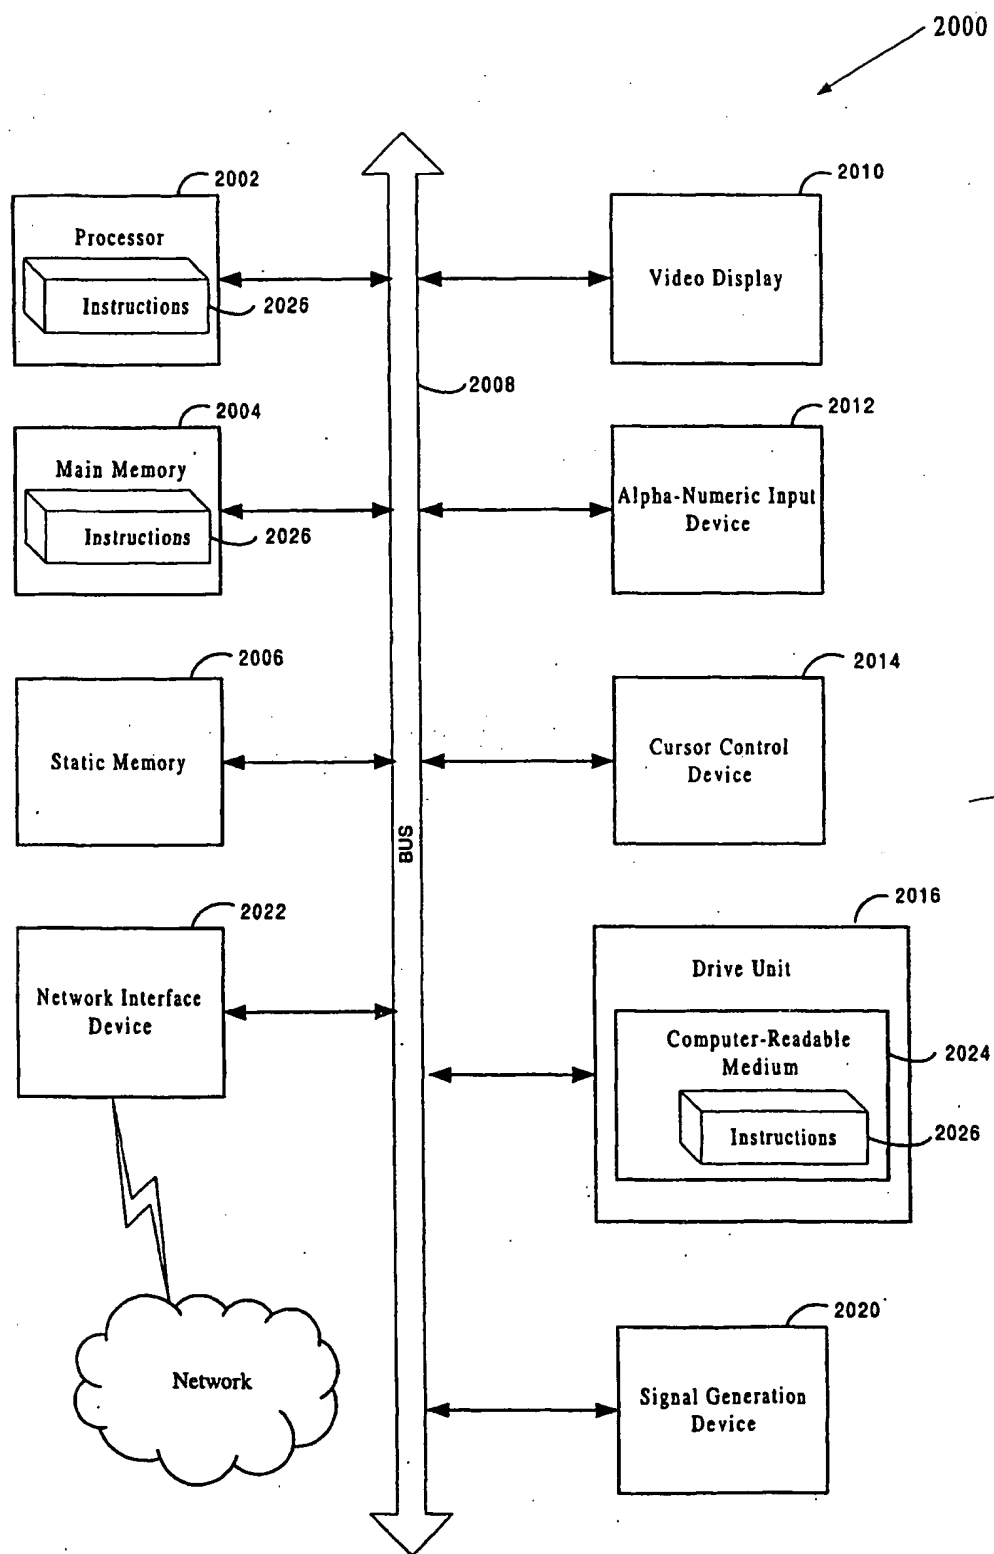 2000
2002
Processor
Instructions
2026
2010
Video Display
2008
2004
Main Memory
Instructions
2026
2012
Alpha-Numeric Input
Device
2006
Static Memory
2014
Cursor Control
Device
BUS
2022
Network Interface
Device
2016
Drive Unit
Computer-Readable
Medium
2024
Instructions
2026
Network
2020
Signal Generation
Device